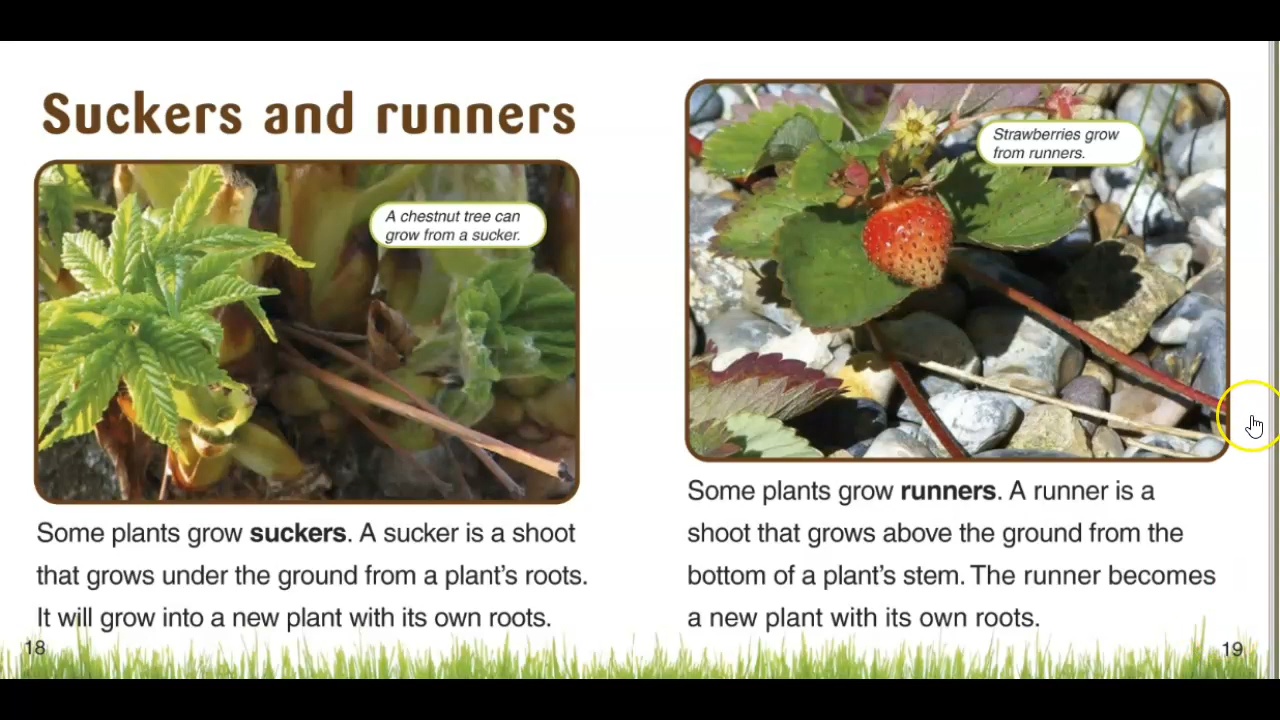 Suckers and runners
A chestnut tree can
grow from a sucker.
Some plants grow suckers. A sucker is a shoot
that grows under the ground from a plant's roots.
It will grow into a new plant with its own roots.
18
Strawberries grow
from runners.
Some plants grow runners. A runner is a
shoot that grows above the ground from the
bottom of a plant's stem. The runner becomes
a new plant with its own roots.
19